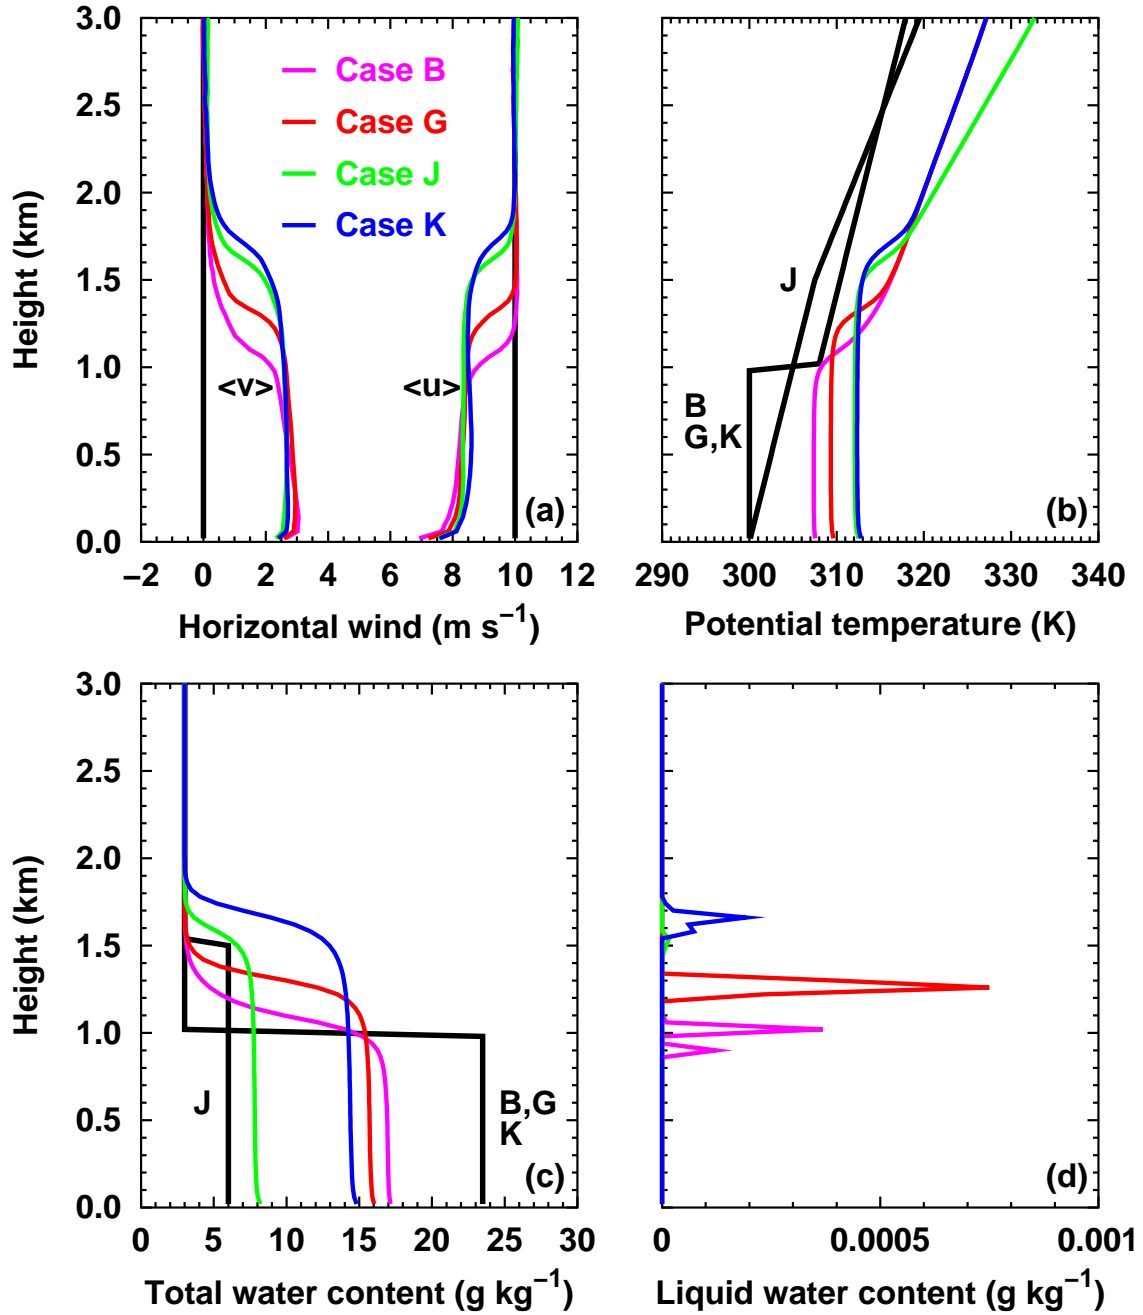 3.0
2.5
2.0
1.5
1.0
0.5
0.0
Height (km)
Case B
Case G
Case J
Case K
<v>
<u>
(a)
−2 0 2 4 6 8 10 12
Horizontal wind (m s−1)
J
B
G,K
(b)
290 300 310 320 330 340
Potential temperature (K)
3.0
2.5
2.0
1.5
1.0
0.5
0.0
Height (km)
J
B,G
K
(c)
0 5 10 15 20 25 30
Total water content (g kg−1)
(d)
0 0.0005 0.001
Liquid water content (g kg−1)